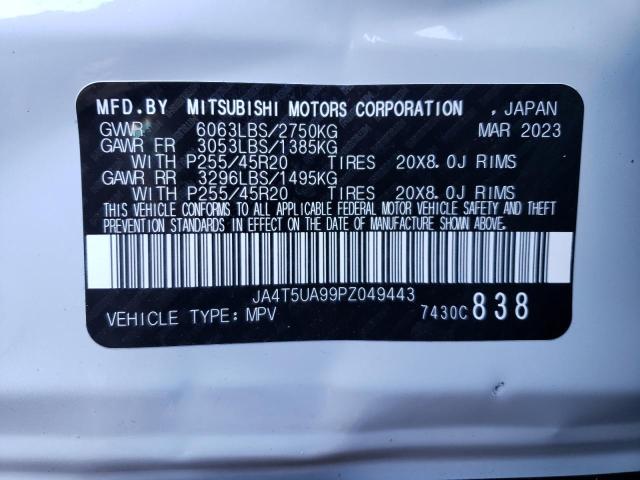 MFD.BY MITSUBISHI MOTORS CORPORATION , JAPAN
GVWR 6063LBS/2750KG MAR 2023
GAWR FR 3053LBS/1385KG
WITH P255/45R20 TIRES 20X8.0J RIMS
GAWR RR 3296LBS/1495KG
WITH P255/45R20 TIRES 20X8.0J RIMS
THIS VEHICLE CONFORMS TO ALL APPLICABLE FEDERAL MOTOR VEHICLE SAFETY AND THEFT
PREVENTION STANDARDS IN EFFECT ON THE DATE OF MANUFACTURE SHOWN ABOVE.
JA4T5UA99PZ049443
VEHICLE TYPE: MPV 7430C 838